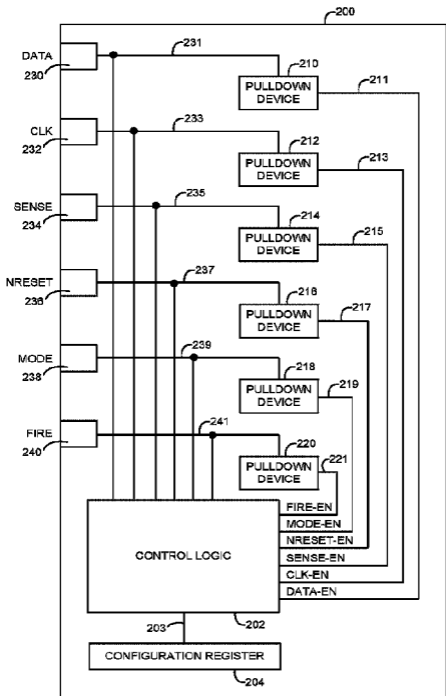 200
DATA
230
231
210
PULLDOWN
DEVICE
211
CLK
232
233
212
PULLDOWN
DEVICE
213
SENSE
234
235
214
PULLDOWN
DEVICE
215
NRESET
236
237
216
PULLDOWN
DEVICE
217
MODE
238
239
218
PULLDOWN
DEVICE
219
FIRE
240
241
220
PULLDOWN
DEVICE
221
CONTROL LOGIC
FIRE-EN
MODE-EN
NRESET-EN
SENSE-EN
CLK-EN
DATA-EN
203
202
CONFIGURATION REGISTER
204